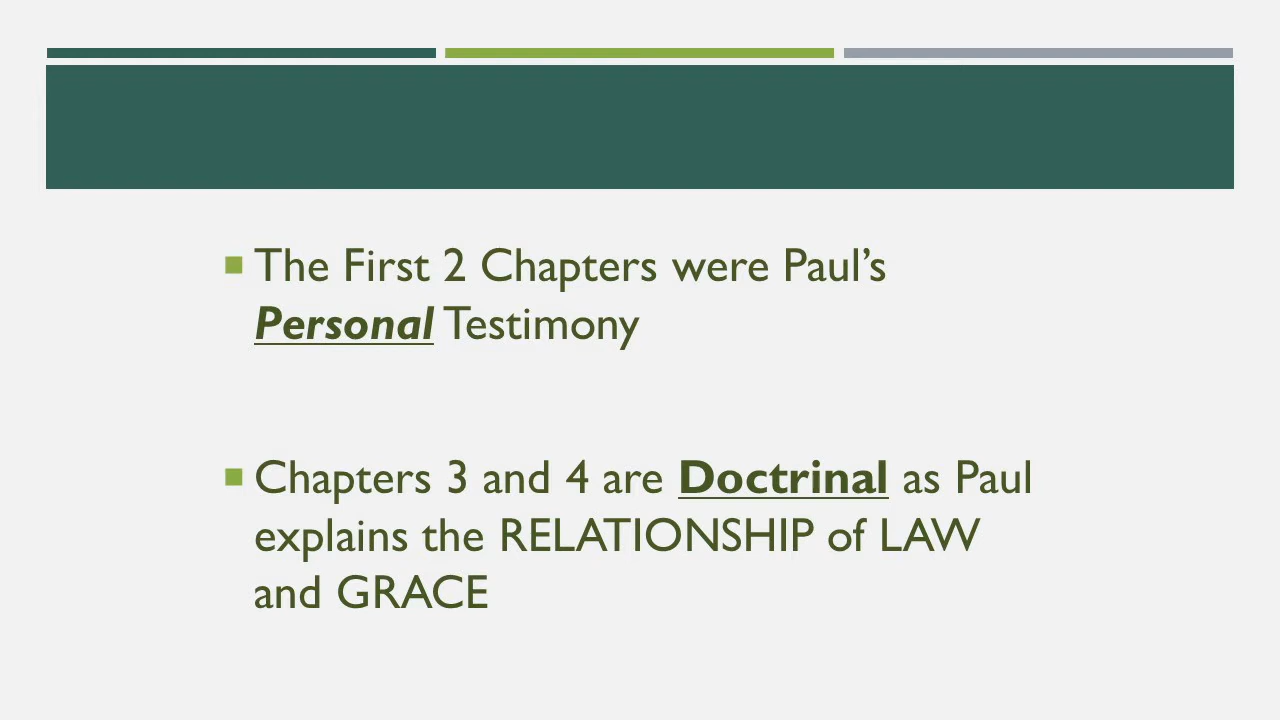 The First 2 Chapters were Paul’s
Personal Testimony
Chapters 3 and 4 are Doctrinal as Paul
explains the RELATIONSHIP of LAW
and GRACE